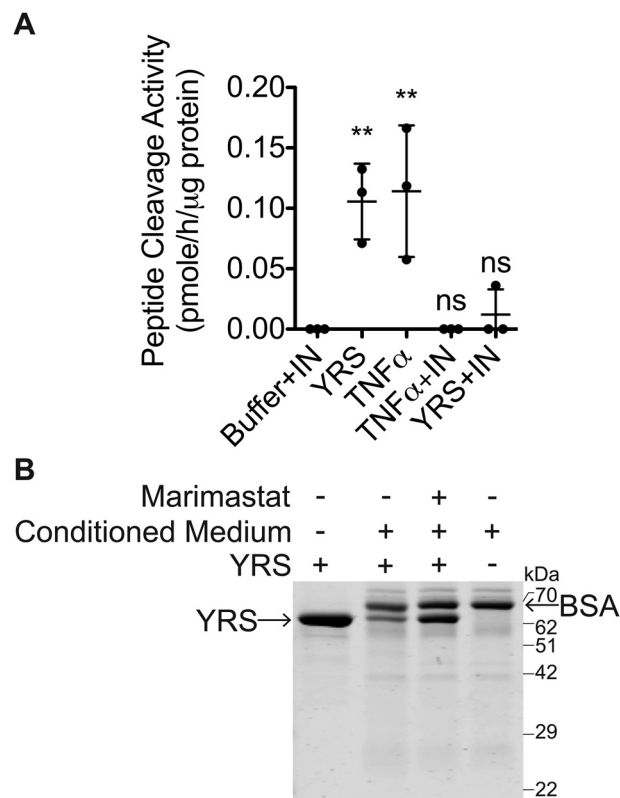 A
Peptide Cleavage Activity
(pmole/h/μg protein)
0.20
0.15
0.10
0.05
0.00
**
**
ns
ns
Buffer+IN
YRS
TNFα
TNFα+IN
YRS+IN
B
Marimastat - - + -
Conditioned Medium - + + +
YRS + + + -
kDa
70
YRS→
←BSA
62
51
42
29
22